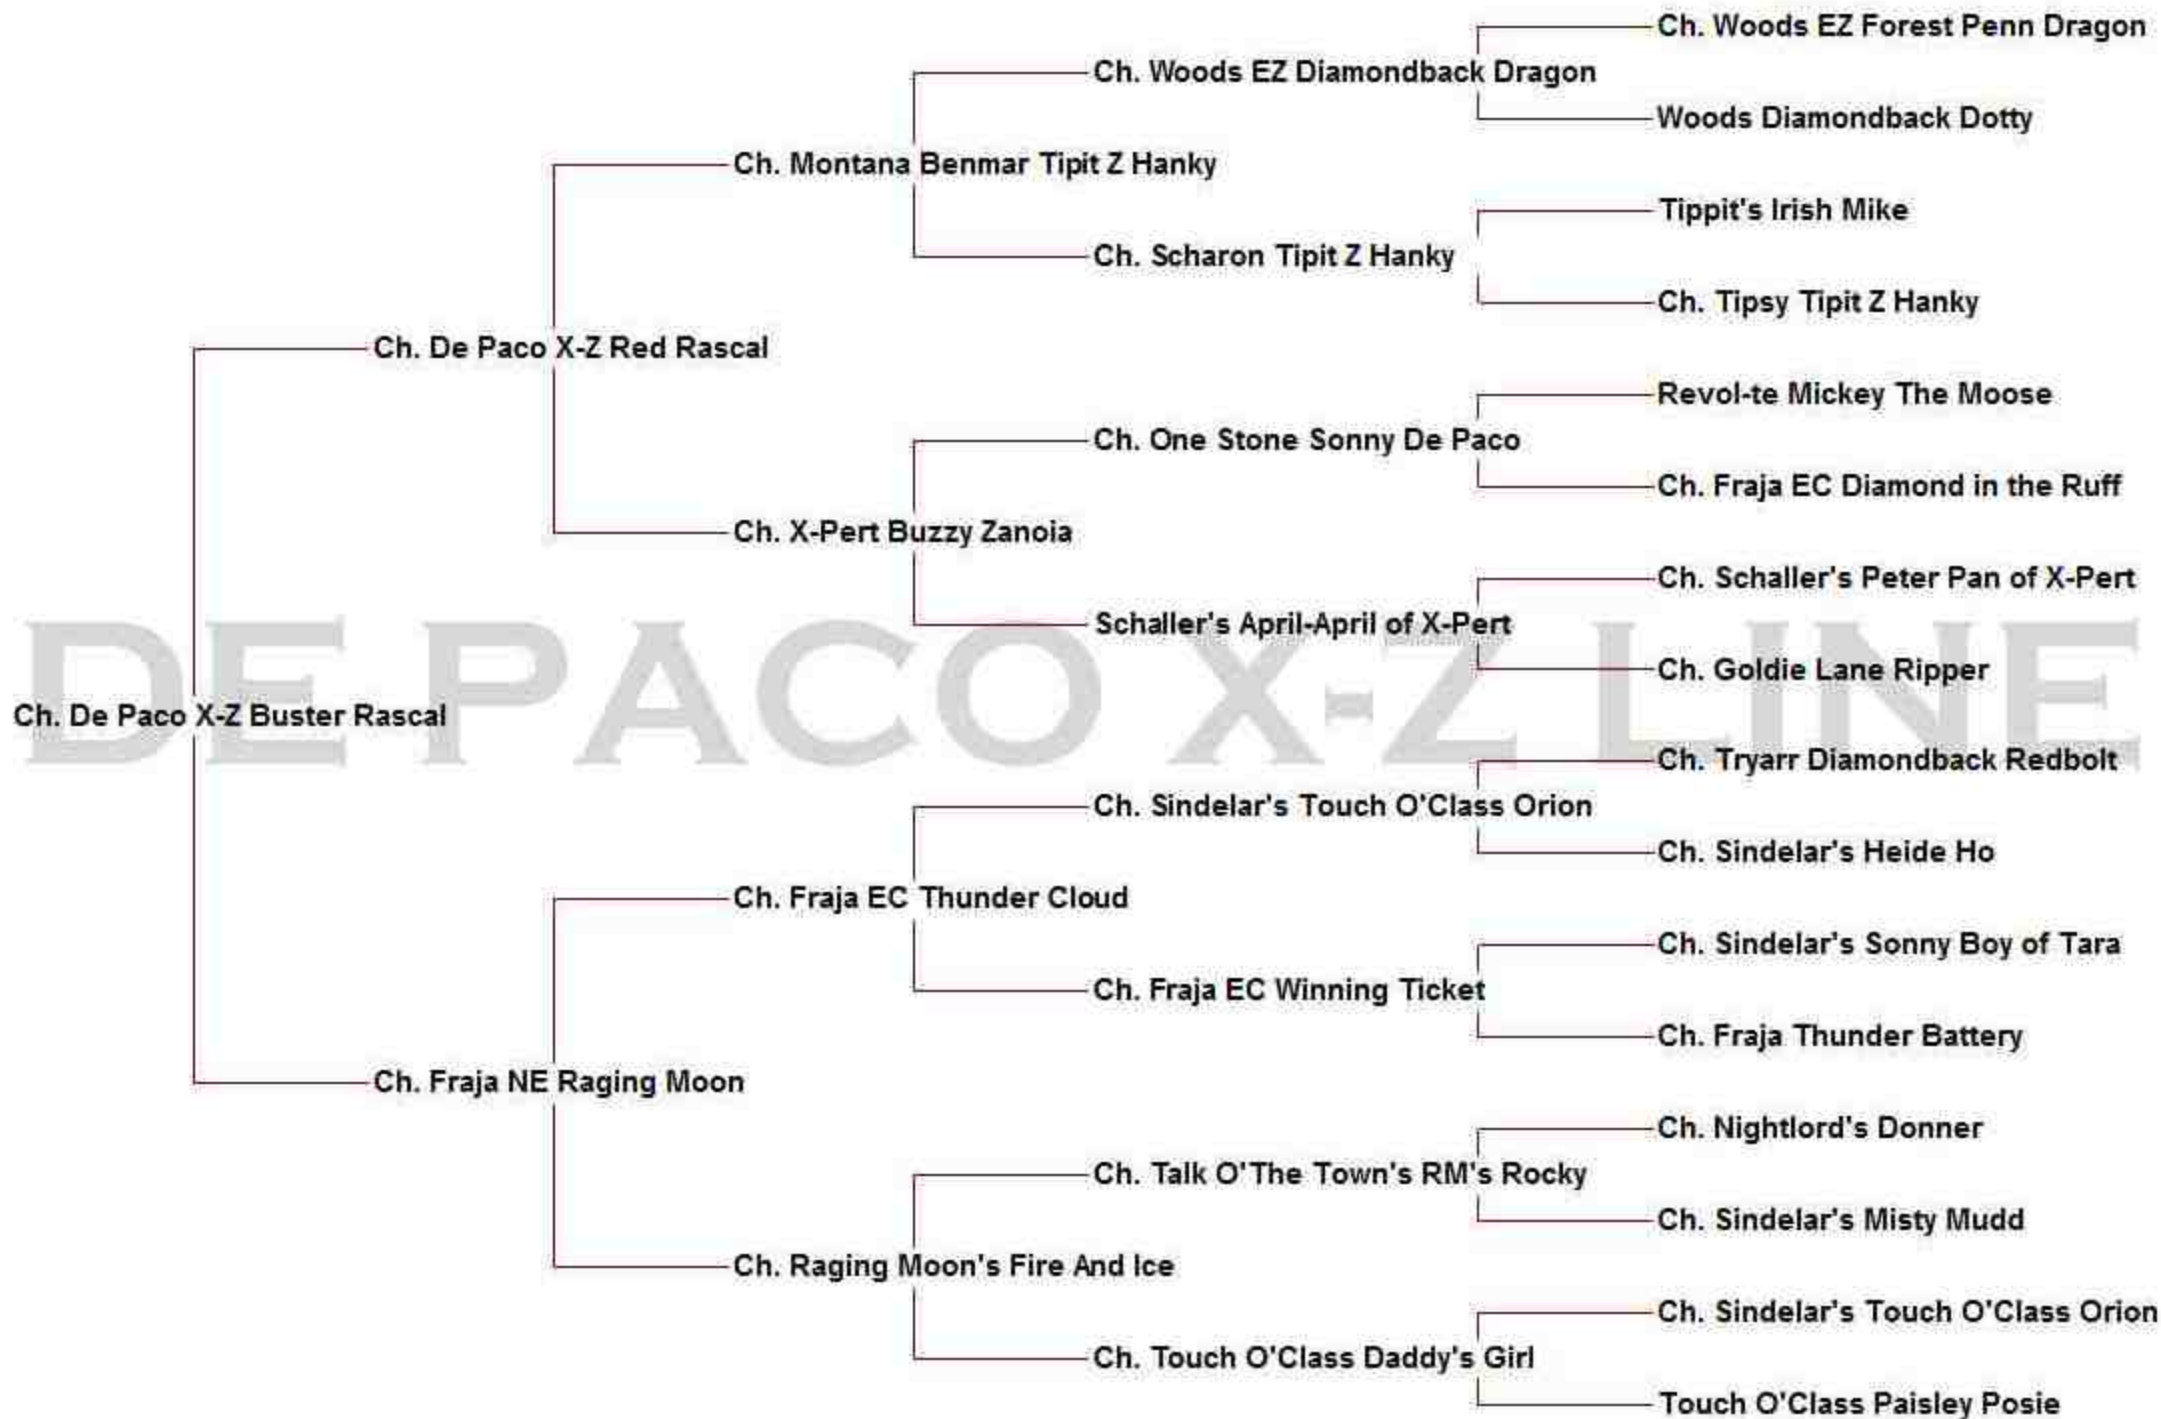 Ch. Woods EZ Forest Penn Dragon
Ch. Woods EZ Diamondback Dragon
Woods Diamondback Dotty
Ch. Montana Benmar Tipit Z Hanky
Tippit's Irish Mike
Ch. Scharon Tipit Z Hanky
Ch. Tipsy Tipit Z Hanky
Ch. De Paco X-Z Red Rascal
Revol-te Mickey The Moose
Ch. One Stone Sonny De Paco
Ch. Fraja EC Diamond in the Ruff
Ch. X-Pert Buzzy Zanoia
Ch. Schaller's Peter Pan of X-Pert
Schaller's April-April of X-Pert
Ch. Goldie Lane Ripper
DE PACO X-Z LINE
Ch. De Paco X-Z Buster Rascal
Ch. Tryarr Diamondback Redbolt
Ch. Sindelar's Touch O'Class Orion
Ch. Sindelar's Heide Ho
Ch. Fraja EC Thunder Cloud
Ch. Sindelar's Sonny Boy of Tara
Ch. Fraja EC Winning Ticket
Ch. Fraja Thunder Battery
Ch. Fraja NE Raging Moon
Ch. Nightlord's Donner
Ch. Talk O'The Town's RM's Rocky
Ch. Sindelar's Misty Mudd
Ch. Raging Moon's Fire And Ice
Ch. Sindelar's Touch O'Class Orion
Ch. Touch O'Class Daddy's Girl
Touch O'Class Paisley Posie